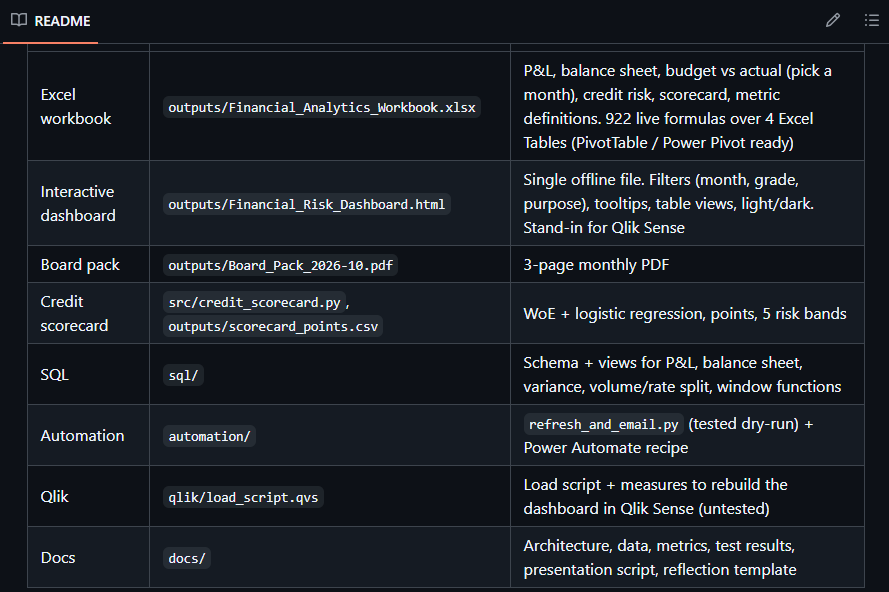 README
Excel
workbook
outputs/Financial_Analytics_Workbook.xlsx
P&L, balance sheet, budget vs actual (pick a
month), credit risk, scorecard, metric
definitions. 922 live formulas over 4 Excel
Tables (PivotTable / Power Pivot ready)
Interactive
dashboard
outputs/Financial_Risk_Dashboard.html
Single offline file. Filters (month, grade,
purpose), tooltips, table views, light/dark.
Stand-in for Qlik Sense
Board pack
outputs/Board_Pack_2026-10.pdf
3-page monthly PDF
Credit
scorecard
src/credit_scorecard.py,
outputs/scorecard_points.csv
WoE + logistic regression, points, 5 risk bands
SQL
sql/
Schema + views for P&L, balance sheet,
variance, volume/rate split, window functions
Automation
automation/
refresh_and_email.py (tested dry-run) +
Power Automate recipe
Qlik
qlik/load_script.qvs
Load script + measures to rebuild the
dashboard in Qlik Sense (untested)
Docs
docs/
Architecture, data, metrics, test results,
presentation script, reflection template